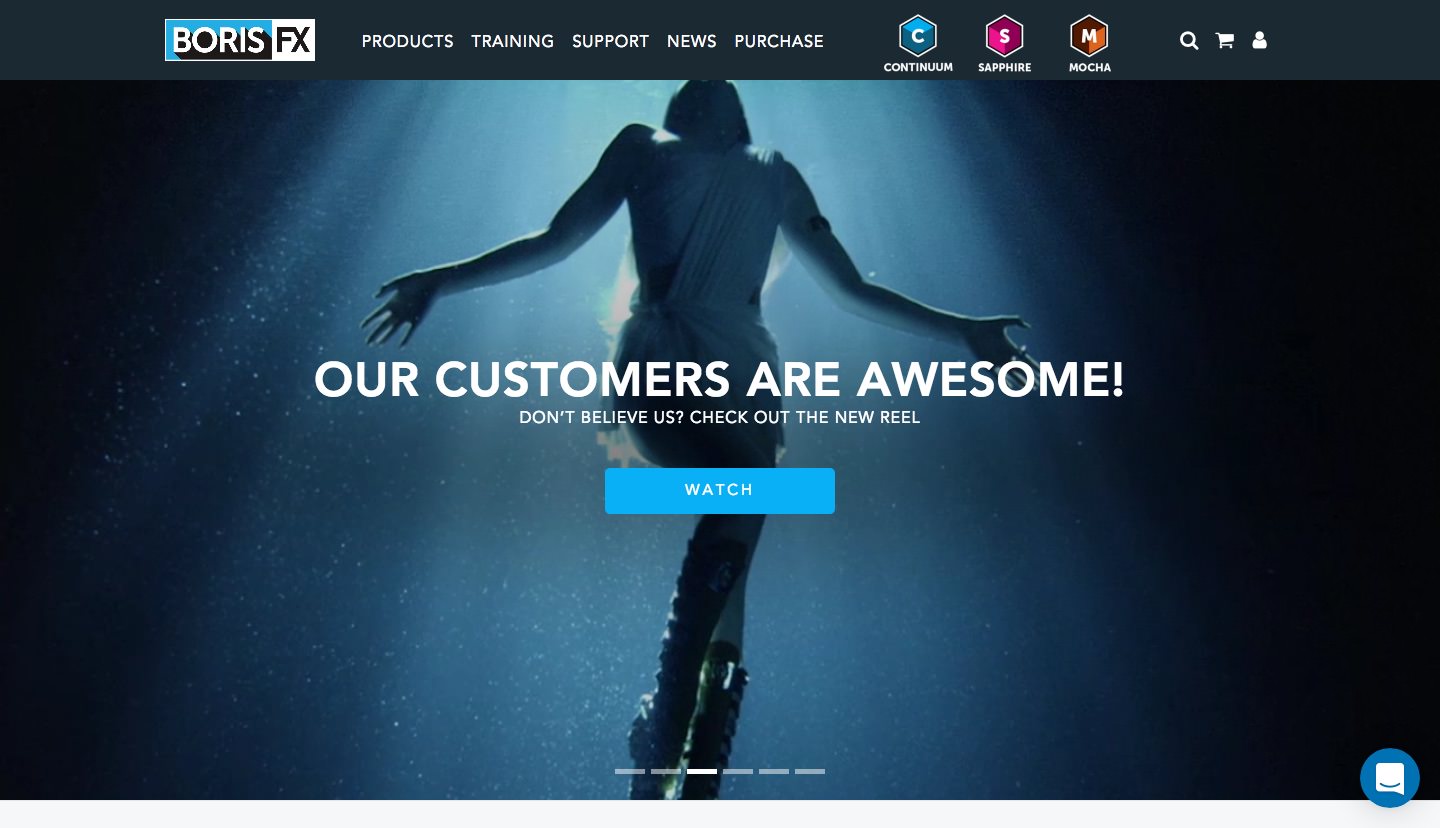 BORIS FX
PRODUCTS TRAINING SUPPORT NEWS PURCHASE
C S M
CONTINUUM SAPPHIRE MOCHA
OUR CUSTOMERS ARE AWESOME!
DON'T BELIEVE US? CHECK OUT THE NEW REEL
WATCH